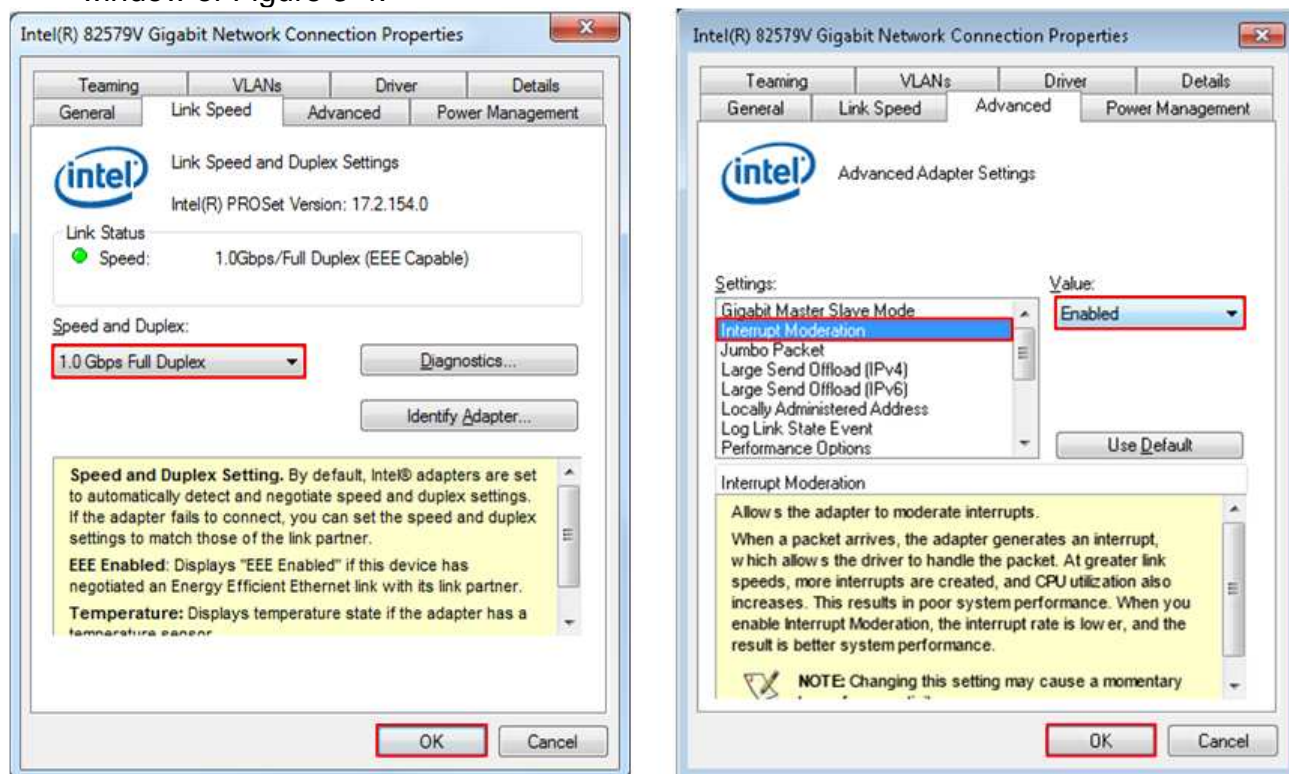 Intel(R) 82579V Gigabit Network Connection Properties
Teaming VLANs Driver Details
General Link Speed Advanced Power Management
intel
Link Speed and Duplex Settings
Intel(R) PROSet Version: 17.2.154.0
Link Status
Speed: 1.0Gbps/Full Duplex (EEE Capable)
Speed and Duplex:
1.0 Gbps Full Duplex
Diagnostics...
Identify Adapter...
Speed and Duplex Setting. By default, Intel® adapters are set
to automatically detect and negotiate speed and duplex settings.
If the adapter fails to connect, you can set the speed and duplex
settings to match those of the link partner.
EEE Enabled: Displays "EEE Enabled" if this device has
negotiated an Energy Efficient Ethernet link with its link partner.
Temperature: Displays temperature state if the adapter has a
temperature sensor
OK Cancel
Intel(R) 82579V Gigabit Network Connection Properties
Teaming VLANs Driver Details
General Link Speed Advanced Power Management
intel
Advanced Adapter Settings
Settings:
Value:
Gigabit Master Slave Mode
Interrupt Moderation
Jumbo Packet
Large Send Offload (IPv4)
Large Send Offload (IPv6)
Locally Administered Address
Log Link State Event
Performance Options
Enabled
Use Default
Interrupt Moderation
Allows the adapter to moderate interrupts.
When a packet arrives, the adapter generates an interrupt,
which allows the driver to handle the packet. At greater link
speeds, more interrupts are created, and CPU utilization also
increases. This results in poor system performance. When you
enable Interrupt Moderation, the interrupt rate is lower, and the
result is better system performance.
NOTE: Changing this setting may cause a momentary
OK Cancel